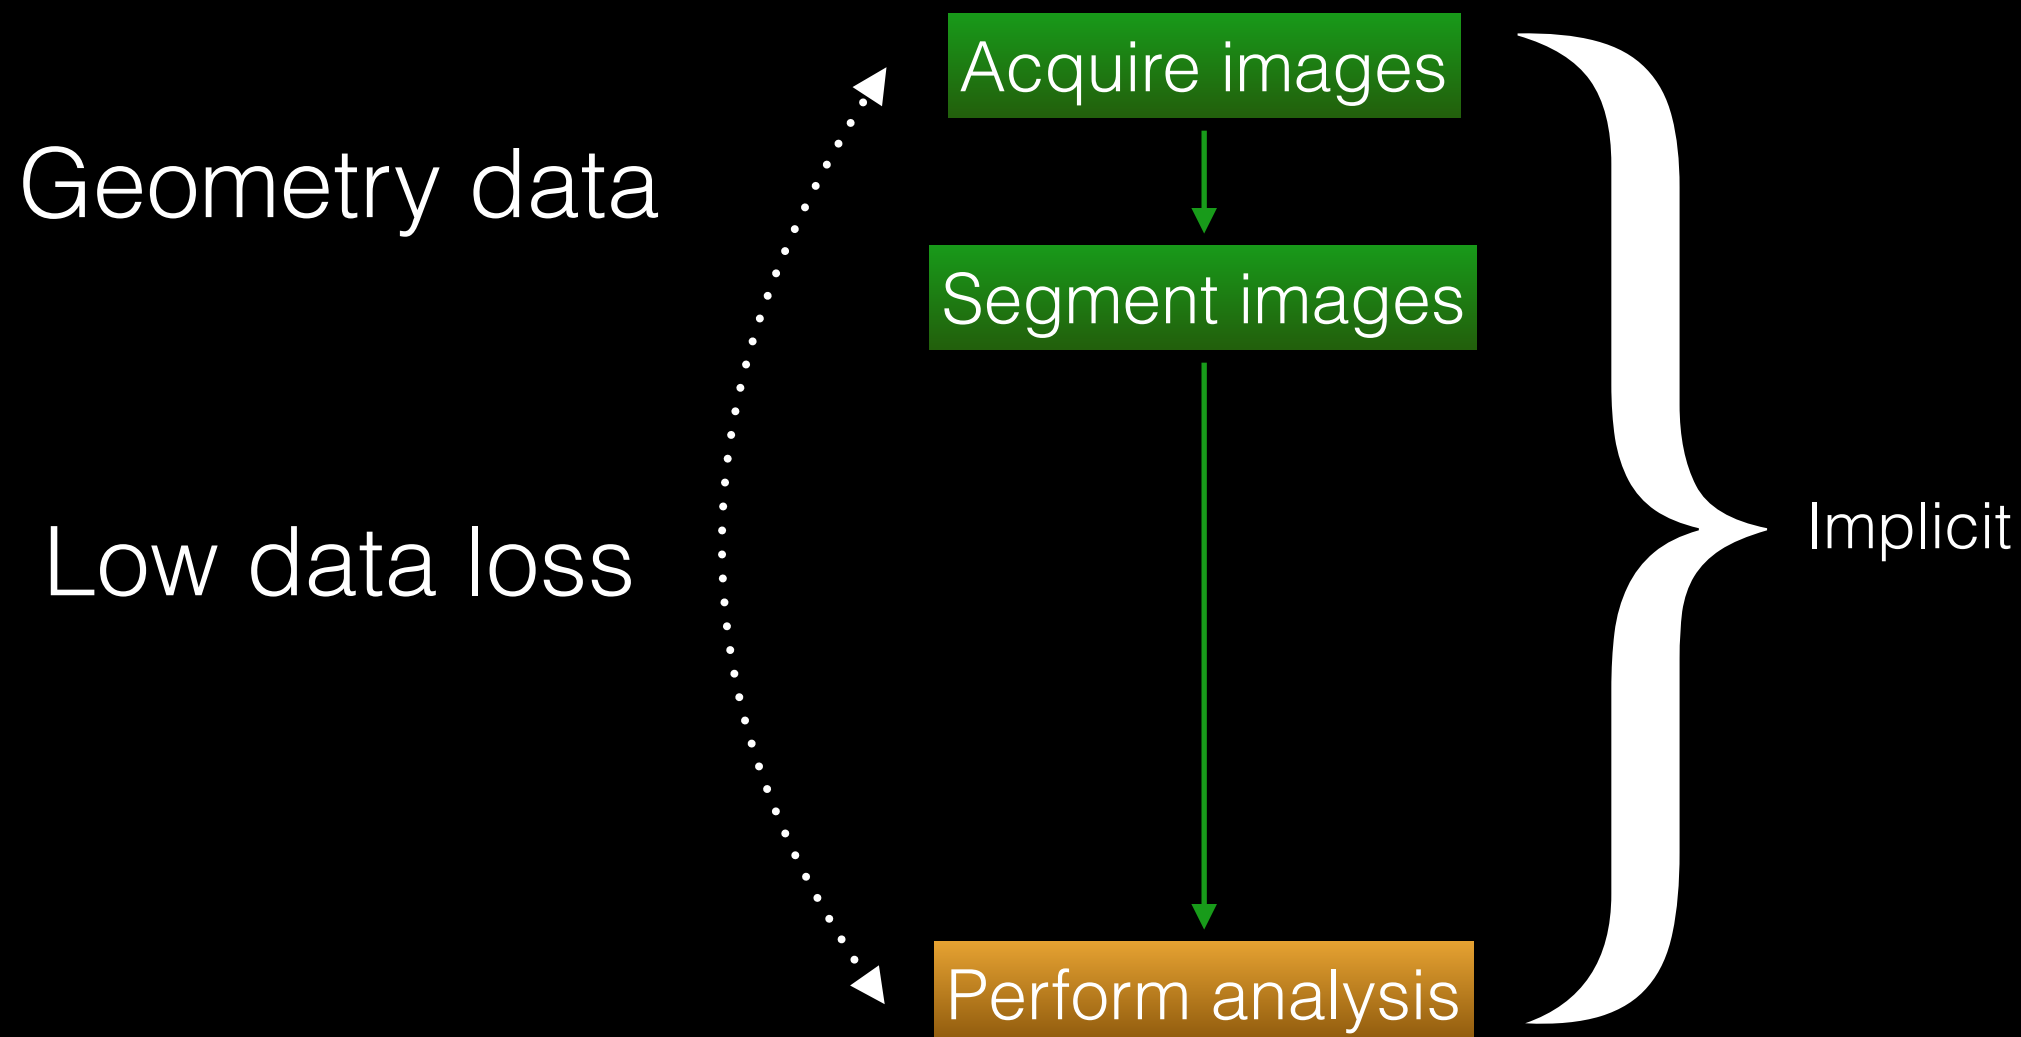 Acquire images
Geometry data
Segment images
Low data loss
Implicit
Perform analysis